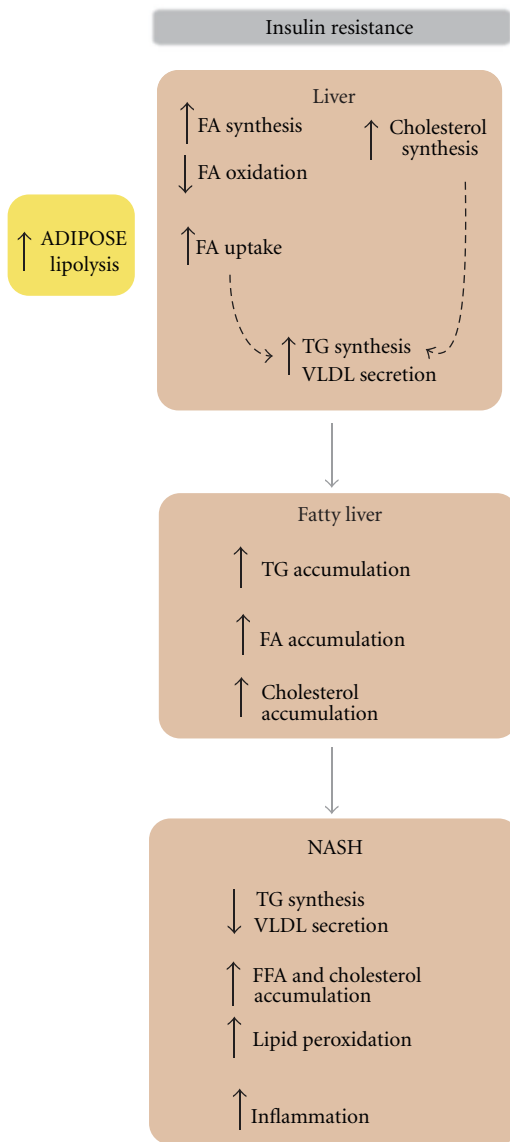 Insulin resistance
Liver
FA synthesis
Cholesterol
synthesis
FA oxidation
ADIPOSE
lipolysis
FA uptake
TG synthesis
VLDL secretion
Fatty liver
TG accumulation
FA accumulation
Cholesterol
accumulation
NASH
TG synthesis
VLDL secretion
FFA and cholesterol
accumulation
Lipid peroxidation
Inflammation